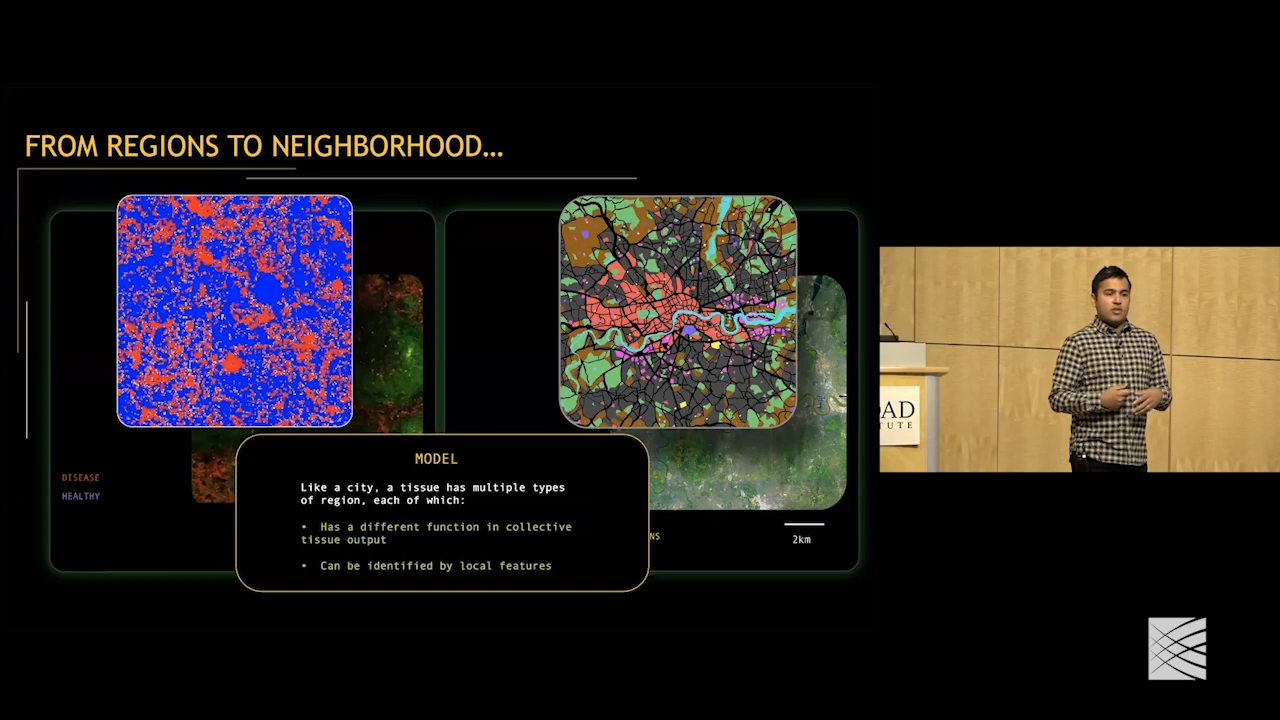 FROM REGIONS TO NEIGHBORHOOD…
DISEASE
HEALTHY
MODEL
Like a city, a tissue has multiple types
of region, each of which:
• Has a different function in collective
tissue output
• Can be identified by local features
2km